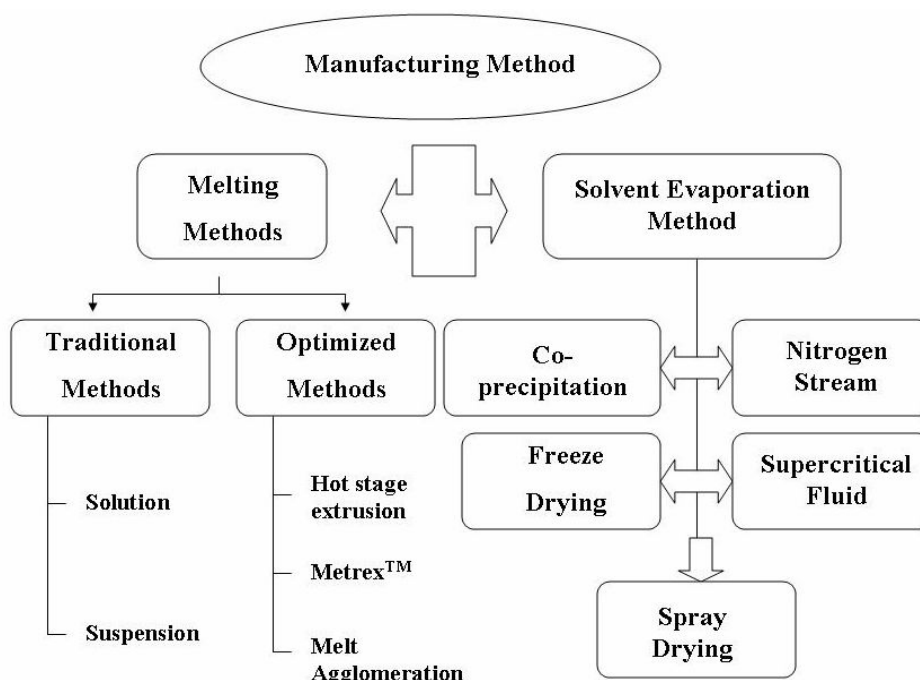 Manufacturing Method
Melting
Methods
Solvent Evaporation
Method
Traditional
Methods
Optimized
Methods
Co-
precipitation
Nitrogen
Stream
Freeze
Drying
Supercritical
Fluid
Solution
Hot stage
extrusion
Metrex™
Suspension
Melt
Agglomeration
Spray
Drying